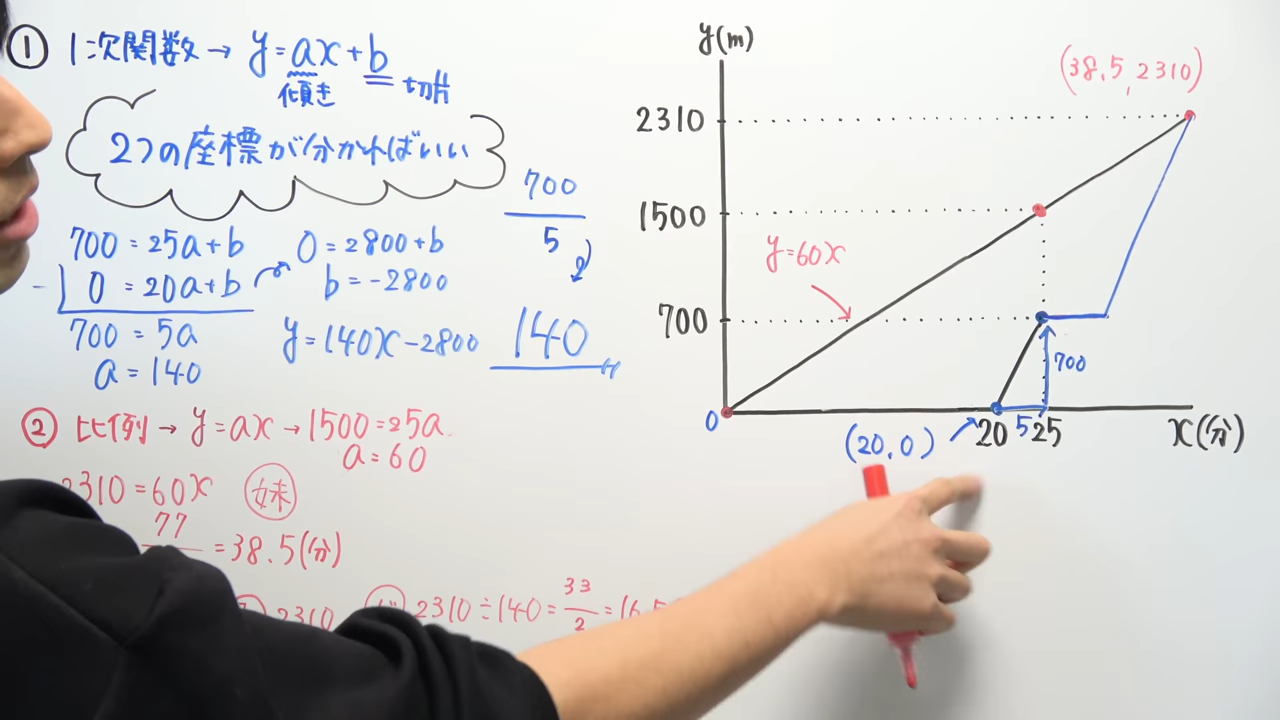 ① 1次関数→ y=ax+b
傾き 切片
2つの座標が分かればいい
700=25a+b
0=20a+b
700=5a
a=140
0=2800+b
b=-2800
y=140x-2800
700
5
140
② 比例→ y=ax→1500=25a
a=60
2310=60x 妹
77
=38.5(分)
2310
2310÷140=33/2=16.5
y(m)
(38.5, 2310)
2310
1500
y=60x
700
700
0
(20,0)
20 5 25
x(分)